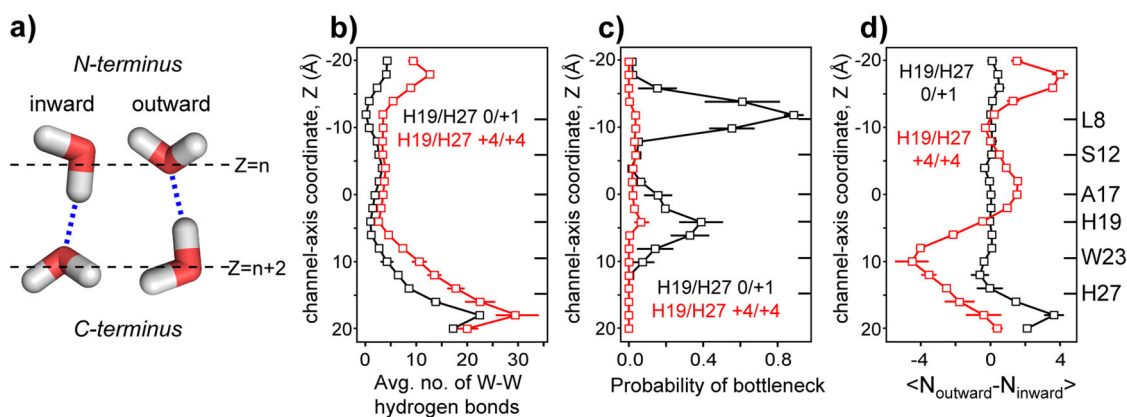 a)
N-terminus
inward outward
Z=n
Z=n+2
C-terminus
b)
channel-axis coordinate, Z (Å)
-20
-10
0
10
20
H19/H27
0/+1
H19/H27
+4/+4
0 10 20 30
Avg. no. of W-W
hydrogen bonds
c)
channel-axis coordinate, Z (Å)
-20
-10
0
10
20
H19/H27 0/+1
H19/H27 +4/+4
0.0 0.4 0.8
Probability of bottleneck
d)
channel-axis coordinate, Z (Å)
-20
-10
0
10
20
H19/H27
0/+1
H19/H27
+4/+4
L8
S12
A17
H19
W23
H27
-4 0 4
<Noutward-Ninward>